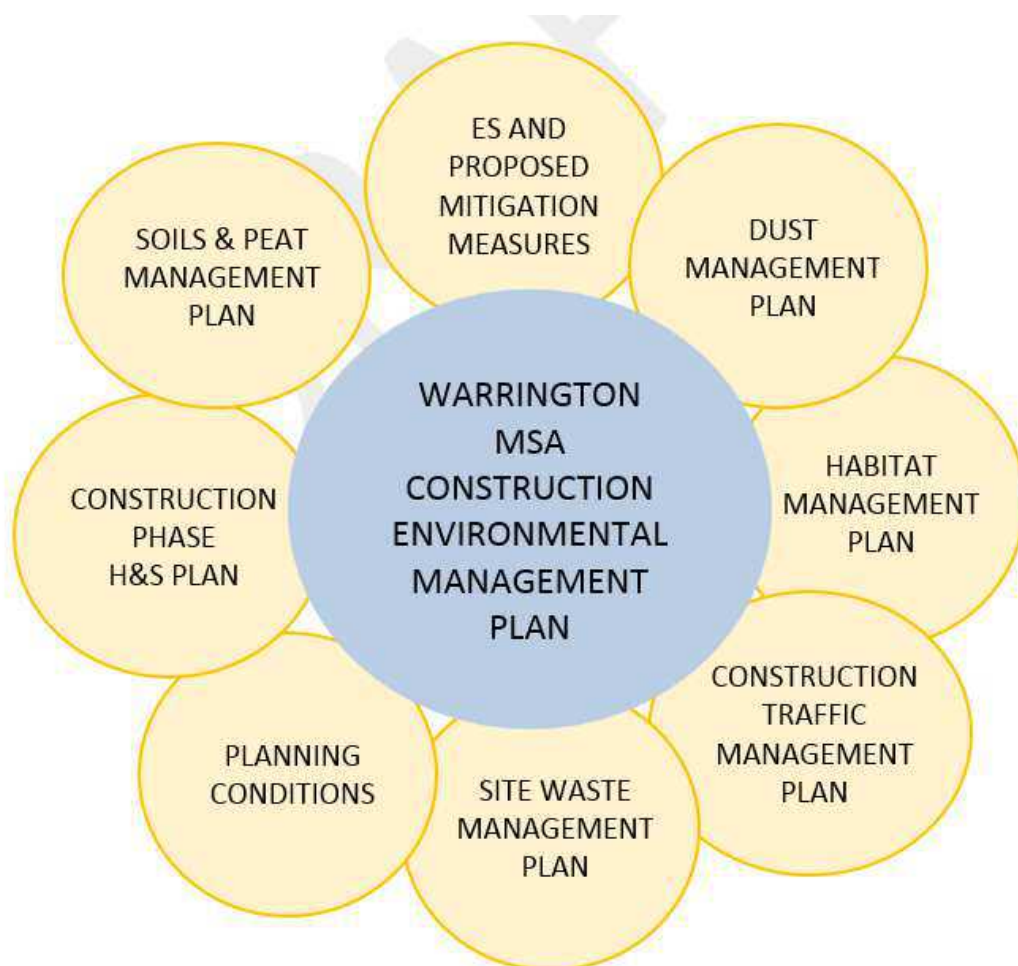 ES AND
PROPOSED
MITIGATION
MEASURES
DUST
MANAGEMENT
PLAN
HABITAT
MANAGEMENT
PLAN
CONSTRUCTION
TRAFFIC
MANAGEMENT
PLAN
SITE WASTE
MANAGEMENT
PLAN
PLANNING
CONDITIONS
CONSTRUCTION
PHASE
H&S PLAN
SOILS & PEAT
MANAGEMENT
PLAN
WARRINGTON
MSA
CONSTRUCTION
ENVIRONMENTAL
MANAGEMENT
PLAN